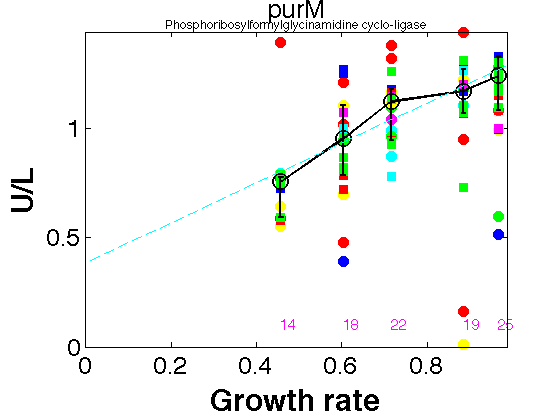 purM
Phosphoribosylformylglycinamidine cyclo-ligase
U/L
1
0.5
0
14 18 22 19 25
0 0.2 0.4 0.6 0.8
Growth rate